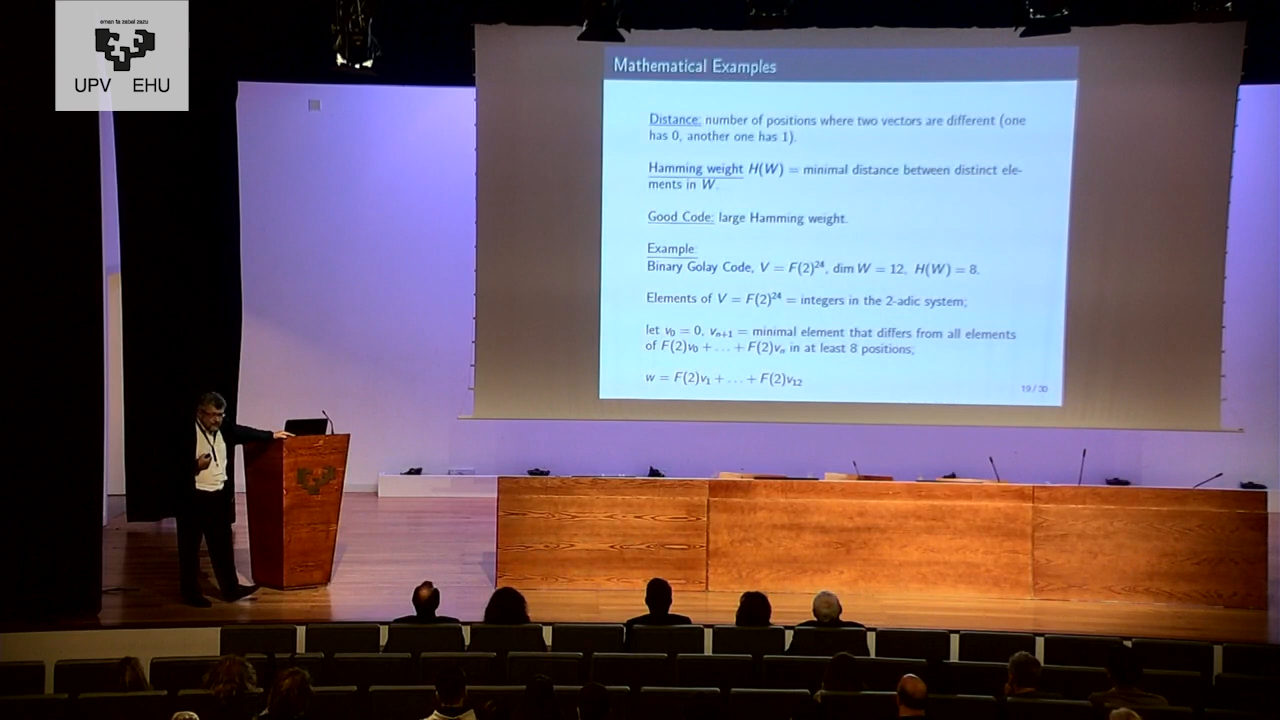 eman ta zabal zazu
UPV EHU
Mathematical Examples
Distance: number of positions where two vectors are different (one
has 0, another one has 1).
Hamming weight H(W) = minimal distance between distinct ele-
ments in W.
Good Code: large Hamming weight.
Example:
Binary Golay Code, V = F(2)²⁴, dim W = 12, H(W) = 8.
Elements of V = F(2)²⁴ = integers in the 2-adic system;
let v₀ = 0, vₙ₊₁ = minimal element that differs from all elements
of F(2)v₀ + … + F(2)vₙ in at least 8 positions;
w = F(2)v₁ + … + F(2)v₁₂
19 / 30